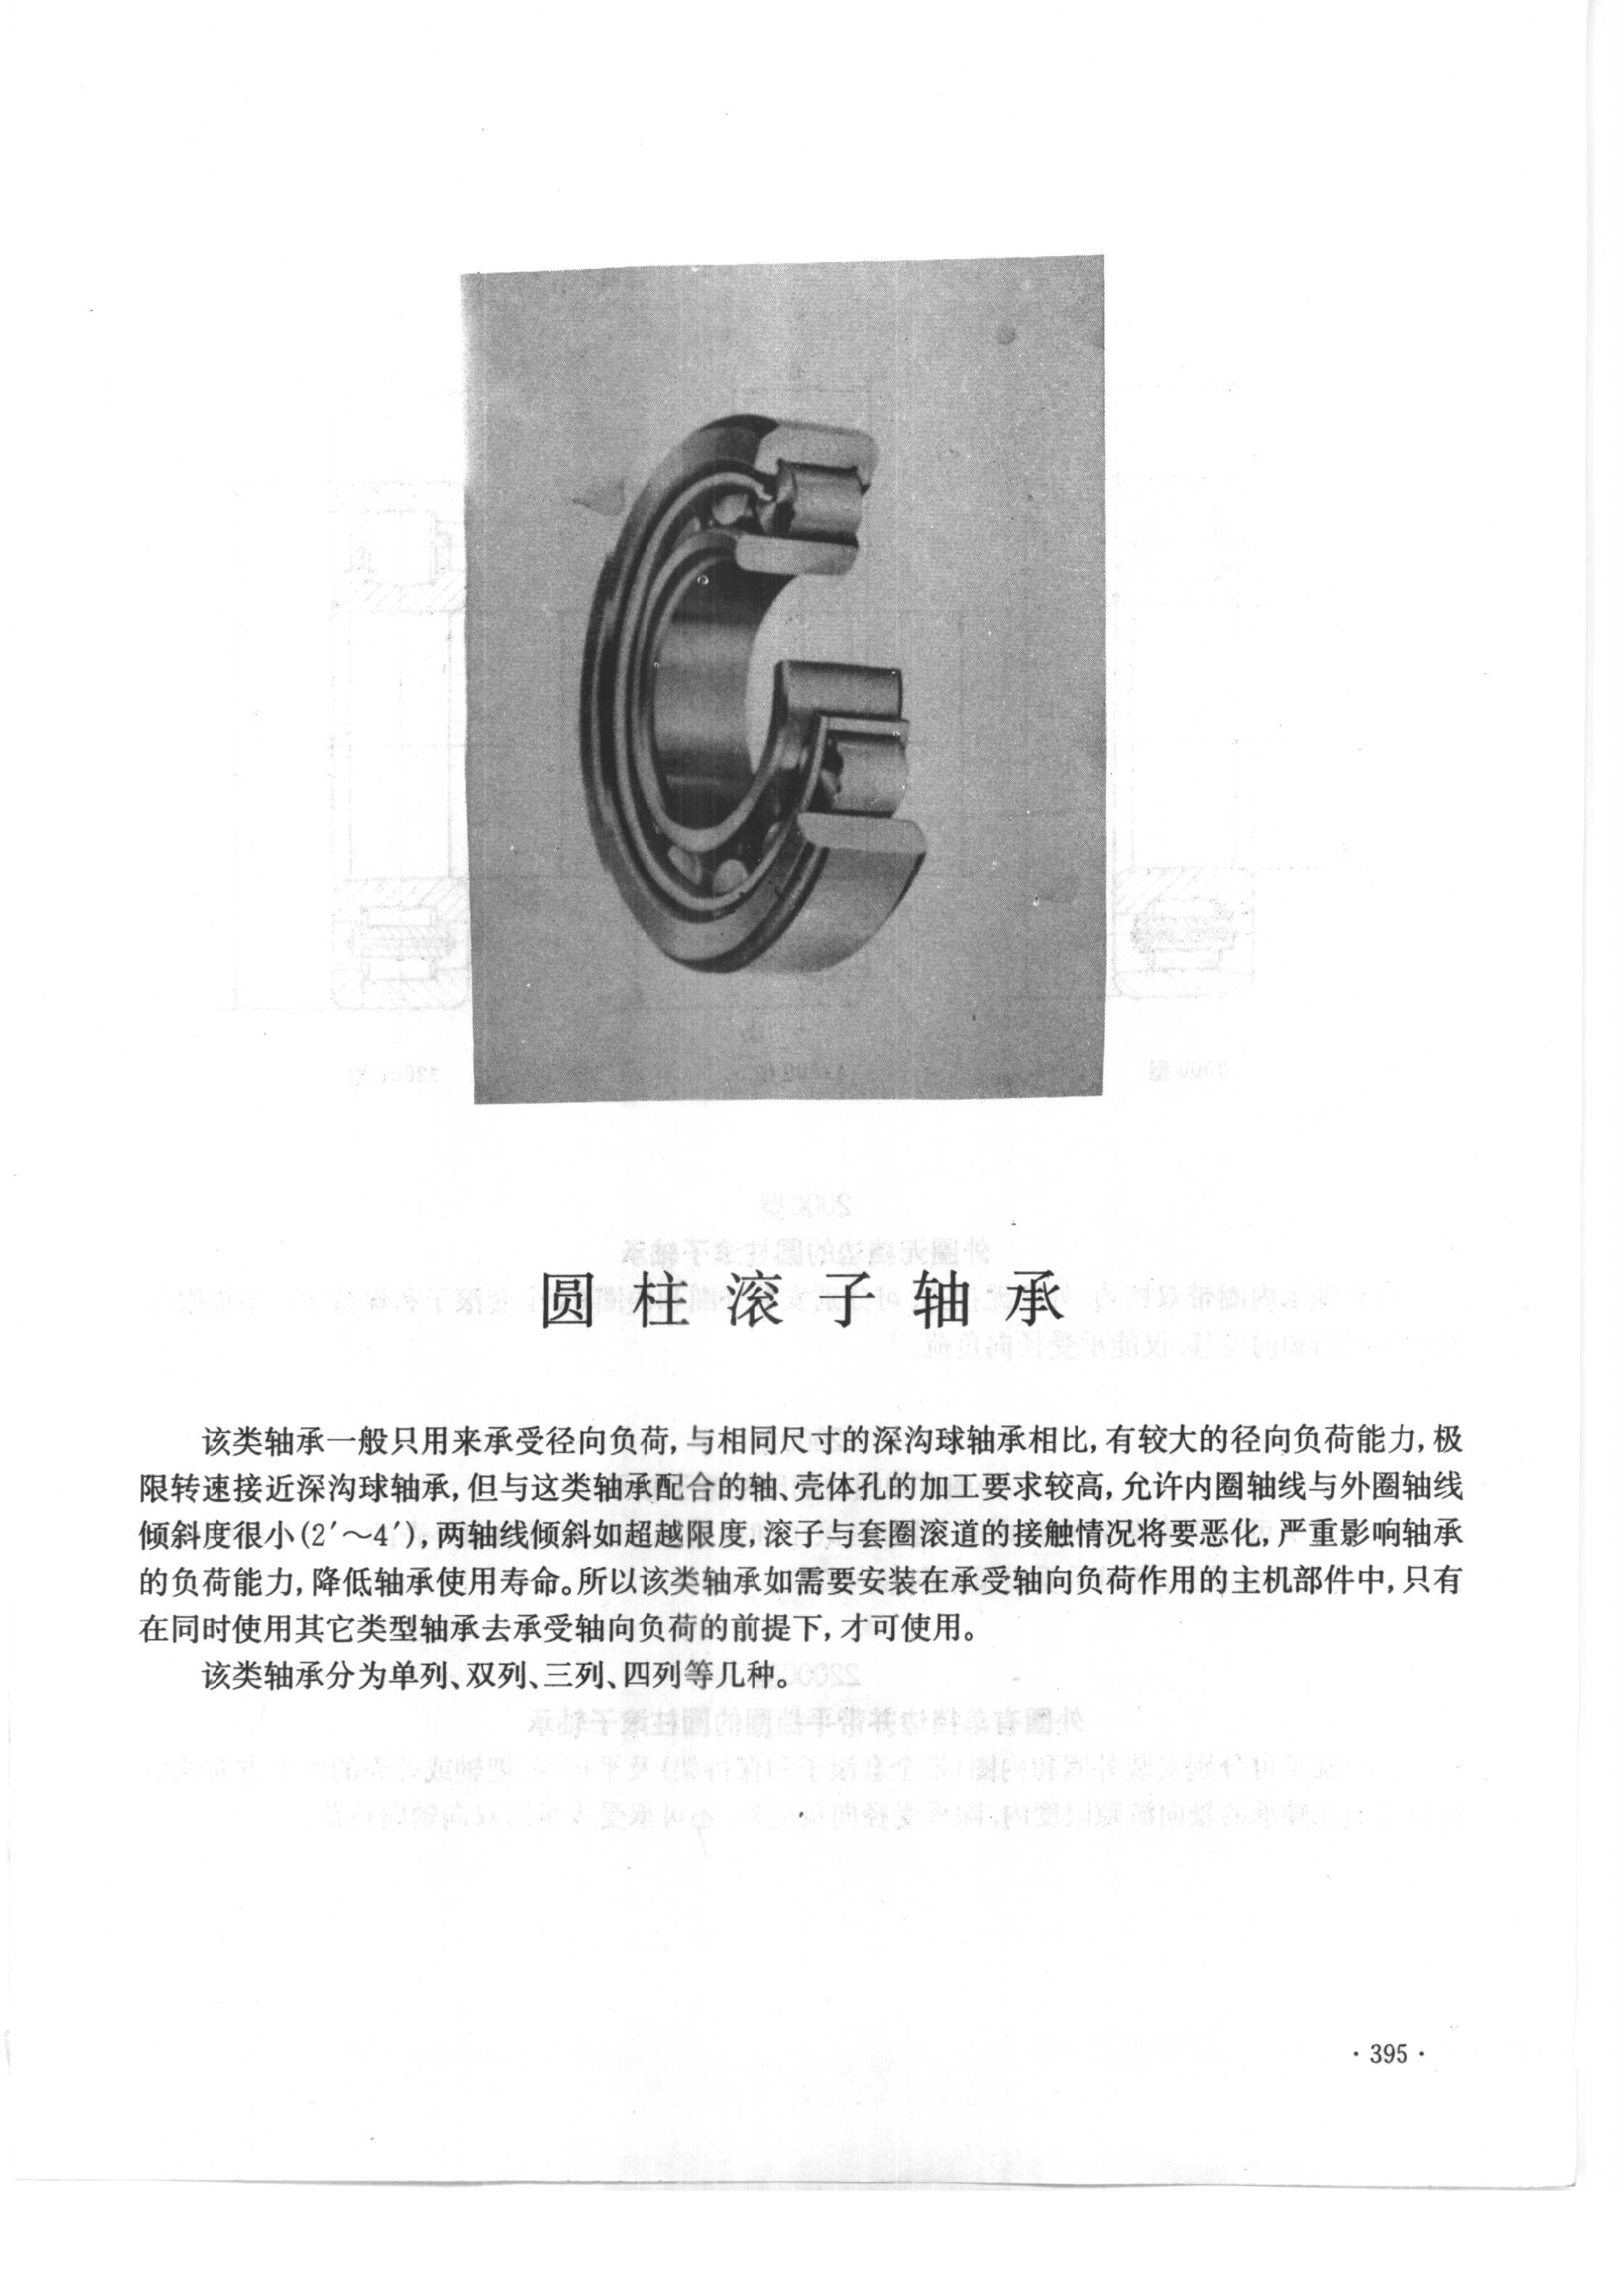 圆柱滚子轴承
该类轴承一般只用来承受径向负荷,与相同尺寸的深沟球轴承相比,有较大的径向负荷能力,极
限转速接近深沟球轴承,但与这类轴承配合的轴、壳体孔的加工要求较高,允许内圈轴线与外圈轴线
倾斜度很小(2′～4′),两轴线倾斜如超越限度,滚子与套圈滚道的接触情况将要恶化,严重影响轴承
的负荷能力,降低轴承使用寿命。所以该类轴承如需要安装在承受轴向负荷作用的主机部件中,只有
在同时使用其它类型轴承去承受轴向负荷的前提下,才可使用。
该类轴承分为单列、双列、三列、四列等几种。
·395·